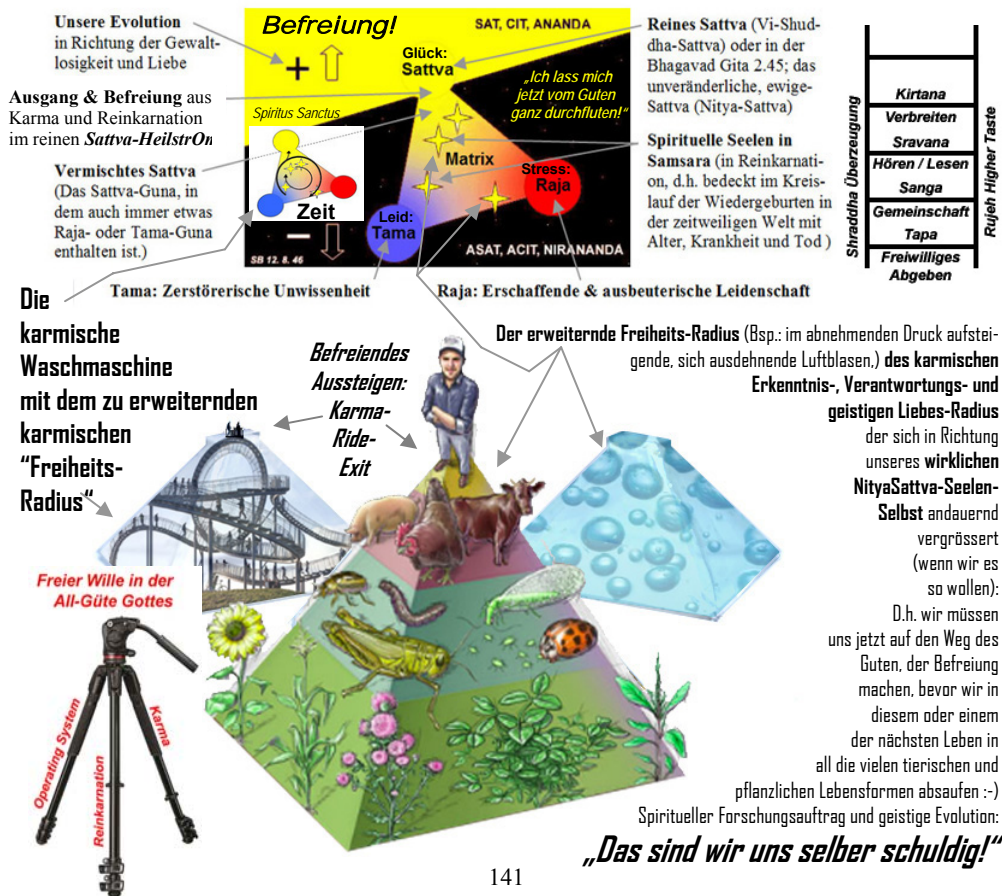 Unsere Evolution
in Richtung der Gewalt-
losigkeit und Liebe
Ausgang & Befreiung aus
Karma und Reinkarnation
im reinen Sattva-HeilstrOm
Vermischtes Sattva
(Das Sattva-Guna, in
dem auch immer etwas
Raja- oder Tama-Guna
enthalten ist.)
Befreiung!
SAT, CIT, ANANDA
+
Glück:
Sattva
„Ich lass mich
jetzt vom Guten
ganz durchfluten!“
Spiritus Sanctus
Matrix
Zeit
Stress:
Raja
Leid:
Tama
–
ASAT, ACIT, NIRANANDA
SB 12. 8. 46
Reines Sattva (Vi-Shud-
dha-Sattva) oder in der
Bhagavad Gita 2.45; das
unveränderliche, ewige-
Sattva (Nitya-Sattva)
Spirituelle Seelen in
Samsara (in Reinkarnati-
on, d.h. bedeckt im Kreis-
lauf der Wiedergeburten in
der zeitweiligen Welt mit
Alter, Krankheit und Tod )
Shraddha Überzeugung
Kirtana
Verbreiten
Sravana
Hören / Lesen
Sanga
Gemeinschaft
Tapa
Freiwilliges
Abgeben
Rujeh Higher Taste
Tama: Zerstörerische Unwissenheit
Raja: Erschaffende & ausbeuterische Leidenschaft
Die
karmische
Waschmaschine
mit dem zu erweiternden
karmischen
“Freiheits-
Radius“
Befreiendes
Aussteigen:
Karma-
Ride-
Exit
Der erweiternde Freiheits-Radius (Bsp.: im abnehmenden Druck aufstei-
gende, sich ausdehnende Luftblasen,) des karmischen
Erkenntnis-, Verantwortungs- und
geistigen Liebes-Radius
der sich in Richtung
unseres wirklichen
NityaSattva-Seelen-
Selbst andauernd
vergrössert
(wenn wir es
so wollen):
D.h. wir müssen
uns jetzt auf den Weg des
Guten, der Befreiung
machen, bevor wir in
diesem oder einem
der nächsten Leben in
all die vielen tierischen und
pflanzlichen Lebensformen absaufen :-)
Spiritueller Forschungsauftrag und geistige Evolution:
„Das sind wir uns selber schuldig!“
Freier Wille in der
All-Güte Gottes
Operating System
Reinkarnation
Karma
141